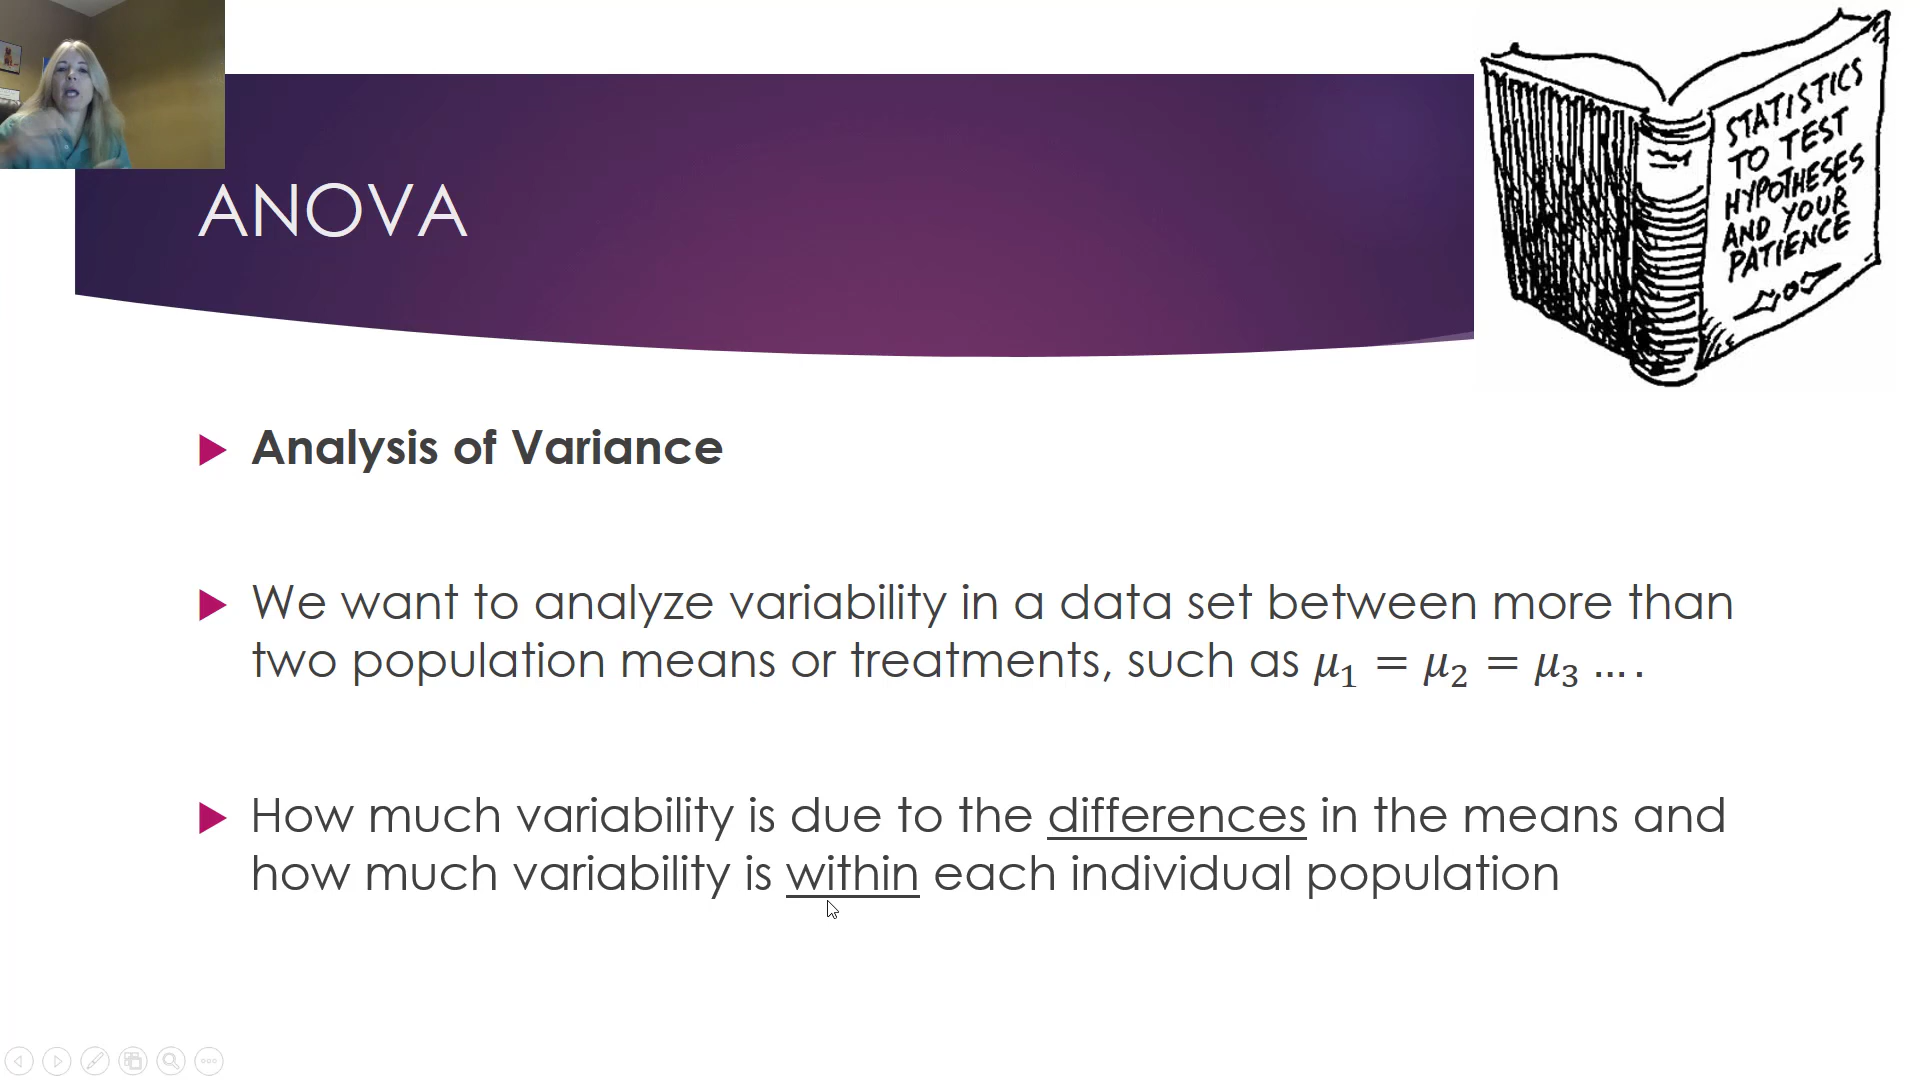 ANOVA
STATISTICS
TO TEST
HYPOTHESES
AND YOUR
PATIENCE
Analysis of Variance
We want to analyze variability in a data set between more than
two population means or treatments, such as μ₁ = μ₂ = μ₃ ... .
How much variability is due to the differences in the means and
how much variability is within each individual population